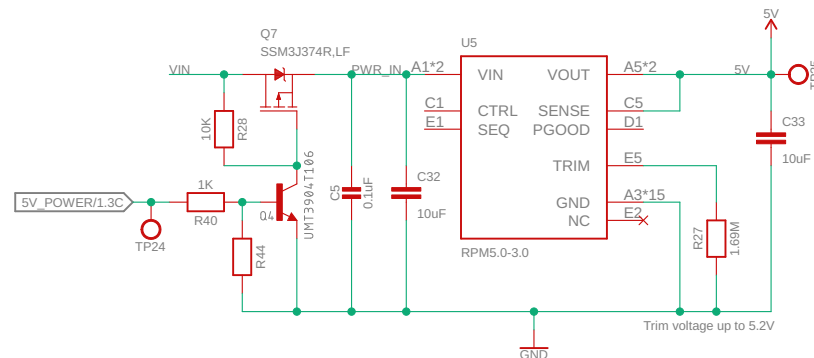 5V
Q7
SSM3J374R,LF
U5
VIN
PWR_IN
A1*2
VIN
VOUT
A5*2
5V
TP25
C1
CTRL
SENSE
C5
E1
SEQ
PGOOD
D1
C33
10uF
10K
R28
TRIM
E5
C5
0.1uF
C32
10uF
5V_POWER/1.3C
1K
R40
Q4
UMT3904T106
GND
A3*15
NC
E2
TP24
R44
RPM5.0-3.0
R27
1.69M
Trim voltage up to 5.2V
GND